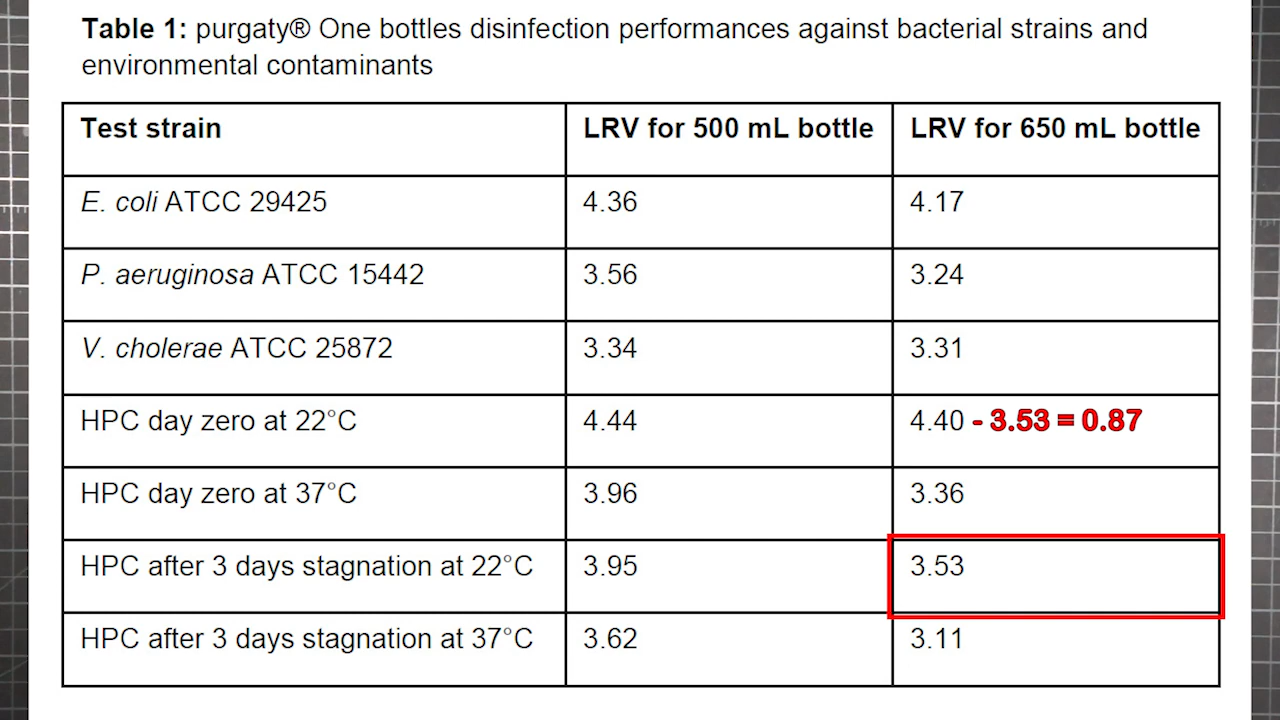 Table 1: purgaty® One bottles disinfection performances against bacterial strains and
environmental contaminants
Test strain LRV for 500 mL bottle LRV for 650 mL bottle
E. coli ATCC 29425 4.36 4.17
P. aeruginosa ATCC 15442 3.56 3.24
V. cholerae ATCC 25872 3.34 3.31
HPC day zero at 22°C 4.44 4.40 - 3.53 = 0.87
HPC day zero at 37°C 3.96 3.36
HPC after 3 days stagnation at 22°C 3.95 3.53
HPC after 3 days stagnation at 37°C 3.62 3.11